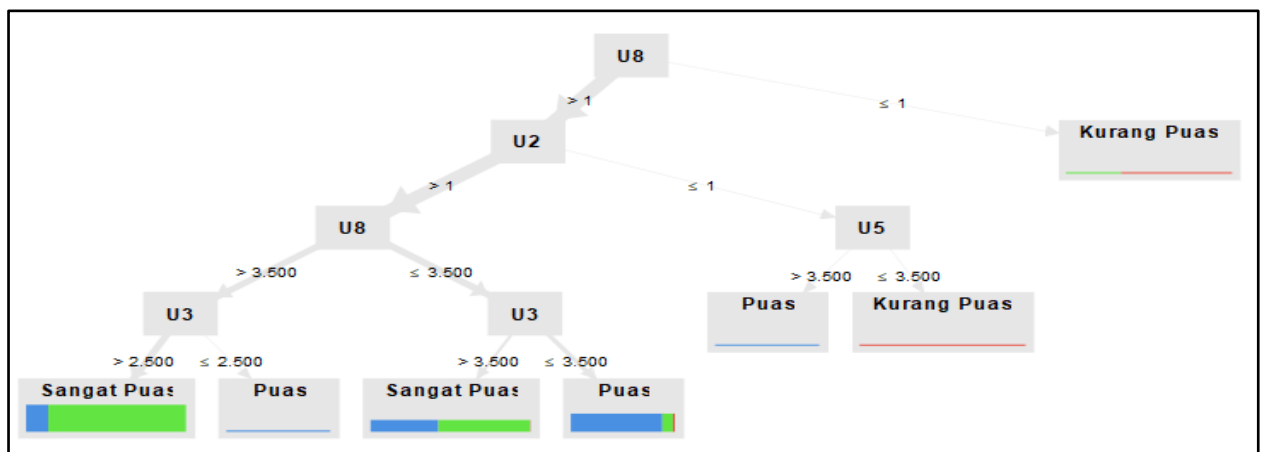 U8
> 1
≤ 1
U2
Kurang Puas
> 1
≤ 1
U8
U5
> 3.500
≤ 3.500
> 3.500
≤ 3.500
U3
U3
Puas
Kurang Puas
> 2.500
≤ 2.500
> 3.500
≤ 3.500
Sangat Puas
Puas
Sangat Puas
Puas